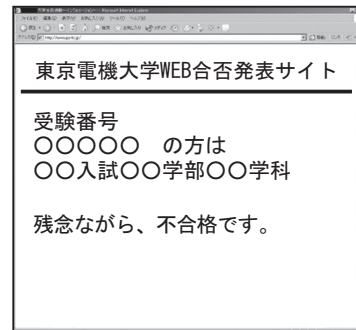 東京電機大学WEB合否発表サイト
受験番号
○○○○○　の方は
○○入試○○学部○○学科
残念ながら、不合格です。